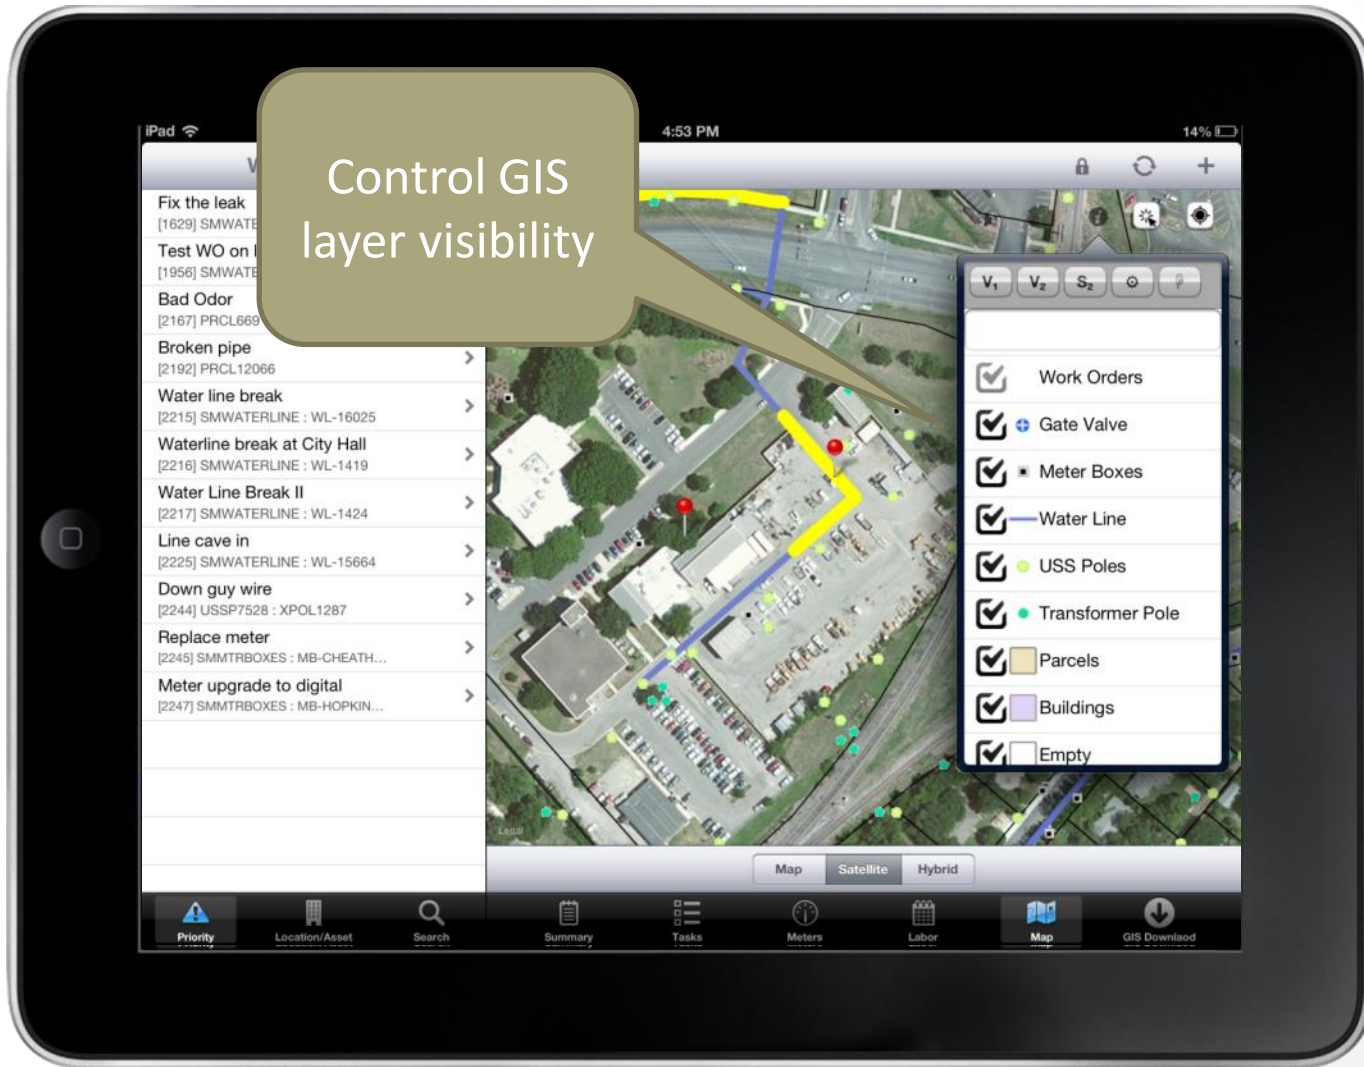 Control GIS
layer visibility
iPad
4:53 PM
14%
Fix the leak
[1629] SMWATE
Test WO on
[1956] SMWATE
Bad Odor
[2167] PRCL669
Broken pipe
[2192] PRCL12066
Water line break
[2215] SMWATERLINE : WL-16025
Waterline break at City Hall
[2216] SMWATERLINE : WL-1419
Water Line Break II
[2217] SMWATERLINE : WL-1424
Line cave in
[2225] SMWATERLINE : WL-15664
Down guy wire
[2244] USSP7528 : XPOL1287
Replace meter
[2245] SMMTRBOXES : MB-CHEATH...
Meter upgrade to digital
[2247] SMMTRBOXES : MB-HOPKIN...
V₁ V₂ S₂
Work Orders
Gate Valve
Meter Boxes
Water Line
USS Poles
Transformer Pole
Parcels
Buildings
Empty
Legal
Map Satellite Hybrid
Priority Location/Asset Search Summary Tasks Meters Labor Map GIS Downlaod